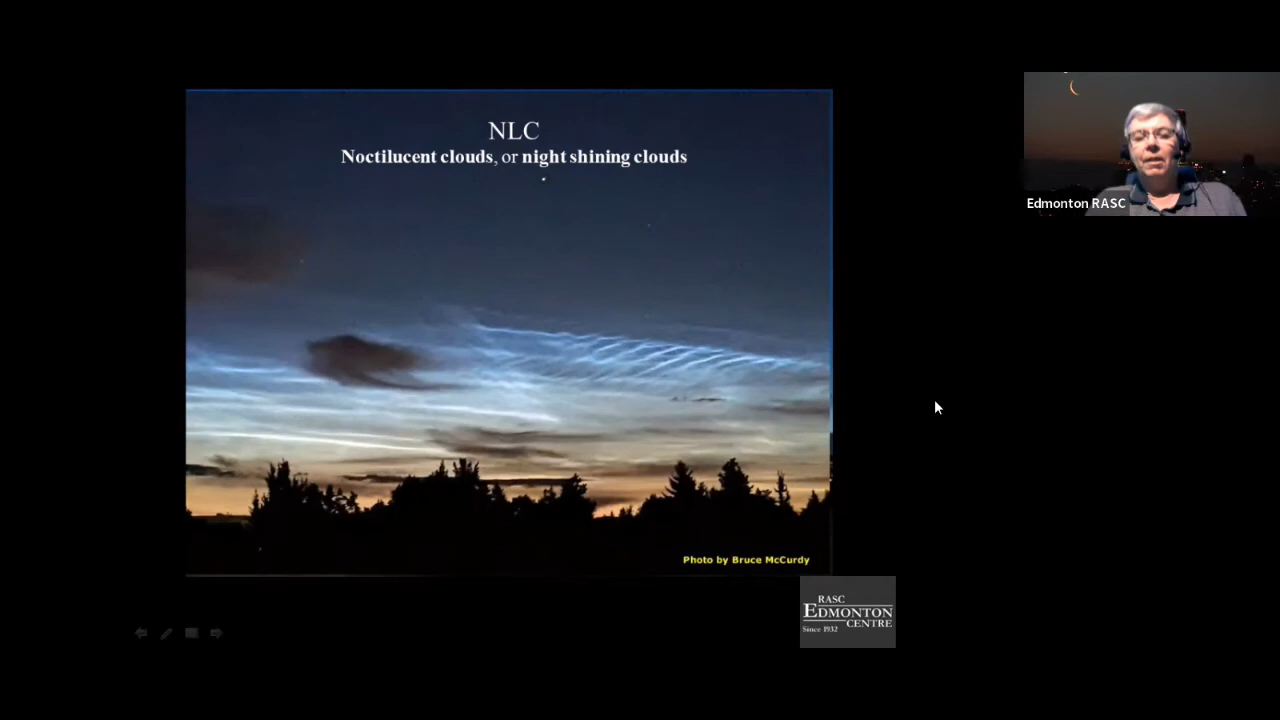 NLC
Noctilucent clouds, or night shining clouds
Edmonton RASC
Photo by Bruce McCurdy
RASC
EDMONTON
CENTRE
Since 1932